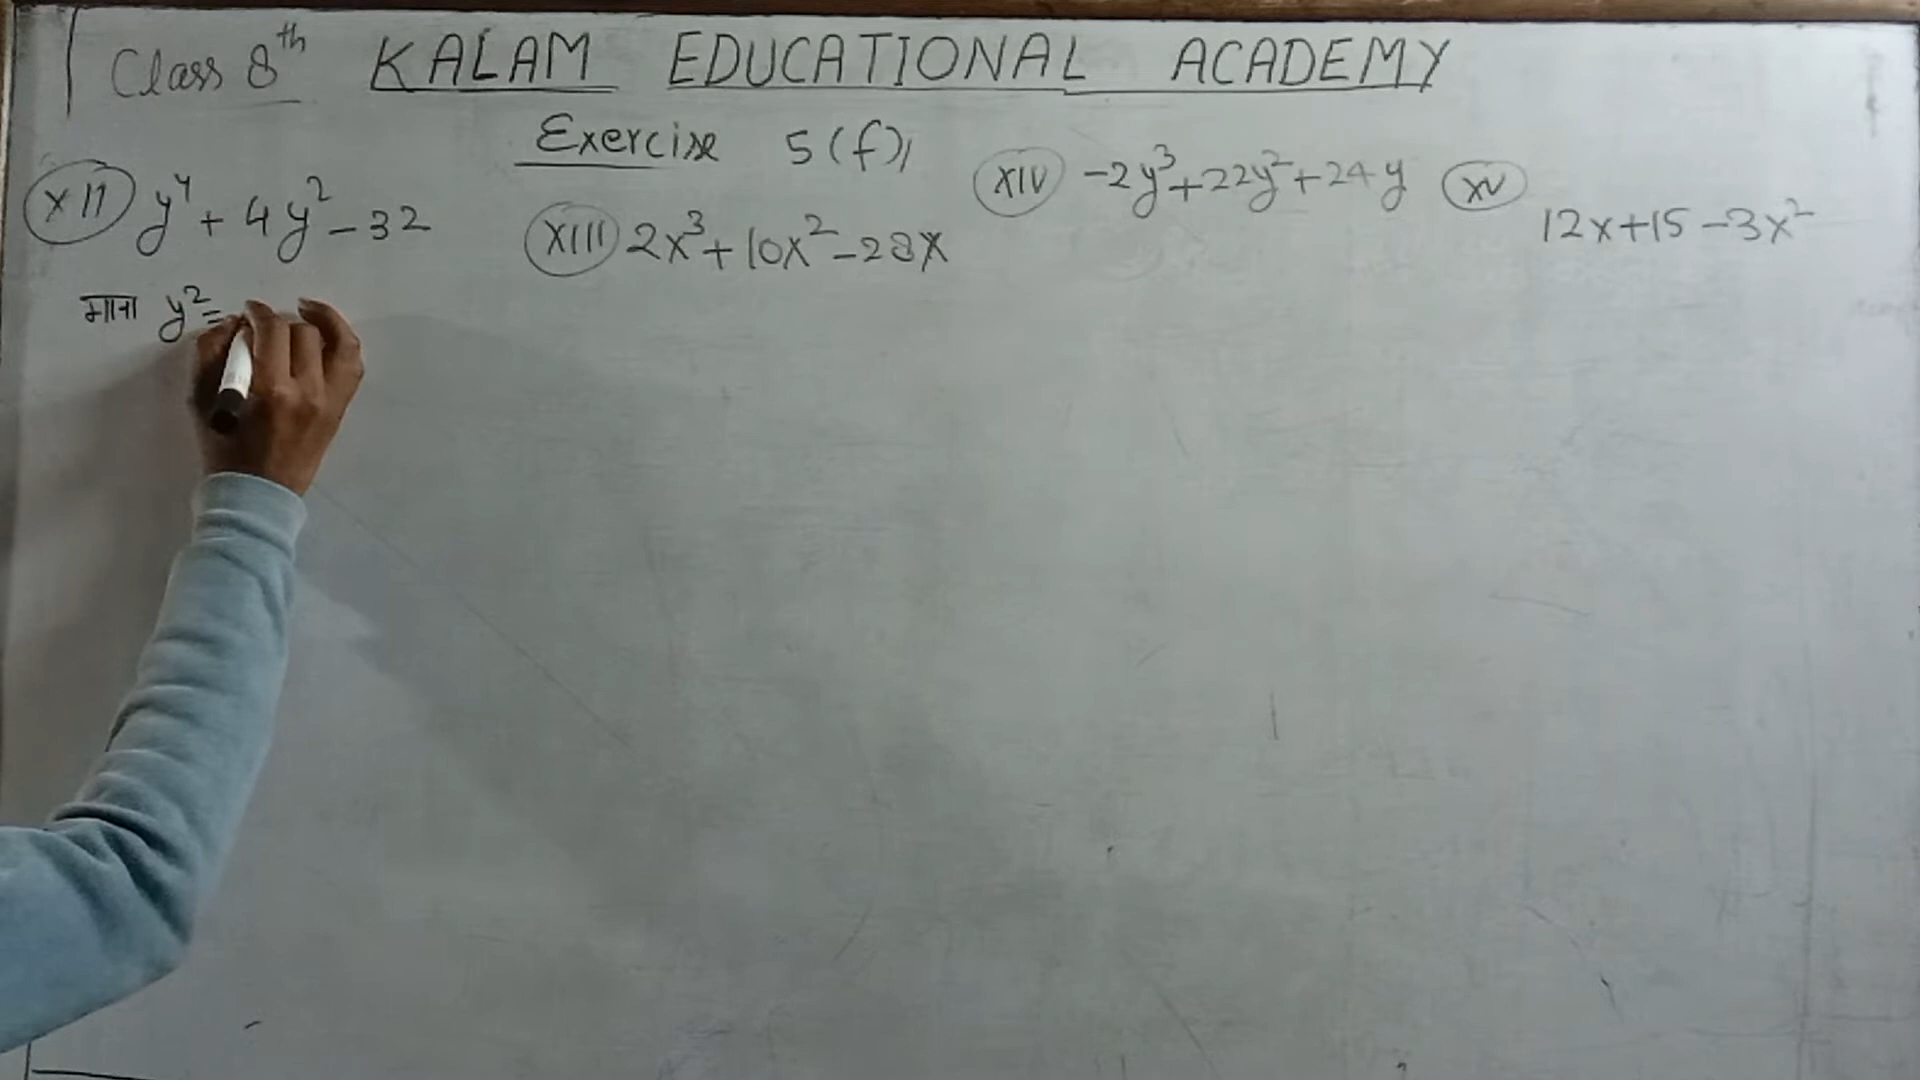 Class 8th KALAM EDUCATIONAL ACADEMY
Exercise 5(f),
XII y⁴ + 4y² - 32
XIII 2x³ + 10x² - 28x
XIV -2y³ + 22y² + 24y
XV 12x + 15 - 3x²
माना y² =